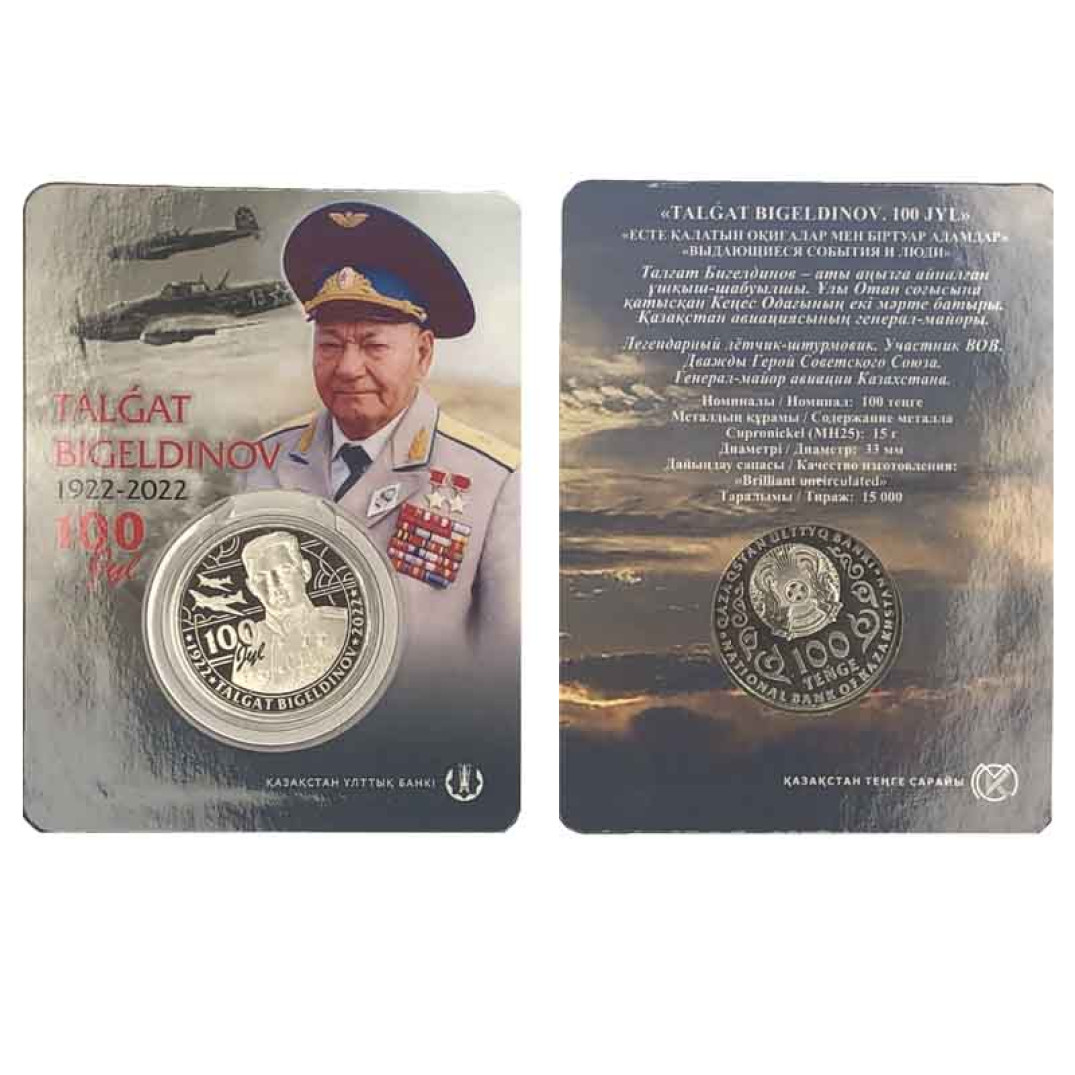 TALǴAT
BIGELDINOV
1922-2022
100
Jyl
100
Jyl
1922 ★ TALGAT BIGELDINOV ★ 2022
ҚАЗАҚСТАН ҰЛТТЫҚ БАНКІ
«TALǴAT BIGELDINOV. 100 JYL»
«ЕСТЕ ҚАЛАТЫН ОҚИҒАЛАР МЕН БІРТУАР АДАМДАР»
«ВЫДАЮЩИЕСЯ СОБЫТИЯ И ЛЮДИ»
Талғат Бигелдинов – аты аңызға айналған
ұшқыш-шабуылшы. Ұлы Отан соғысына
қатысқан Кеңес Одағының екі мәрте батыры.
Қазақстан авиациясының генерал-майоры.
Легендарный лётчик-штурмовик. Участник ВОВ.
Дважды Герой Советского Союза.
Генерал-майор авиации Казахстана.
Номиналы / Номинал: 100 теңге
Металдың құрамы / Содержание металла
Cupronickel (МН25): 15 г
Диаметрі / Диаметр: 33 мм
Дайындау сапасы / Качество изготовления:
«Brilliant uncirculated»
Таралымы / Тираж: 15 000
QAZAQSTAN ULTTYQ BANKI
100
TENGE
NATIONAL BANK OF KAZAKHSTAN
ҚАЗАҚСТАН ТЕҢГЕ САРАЙЫ